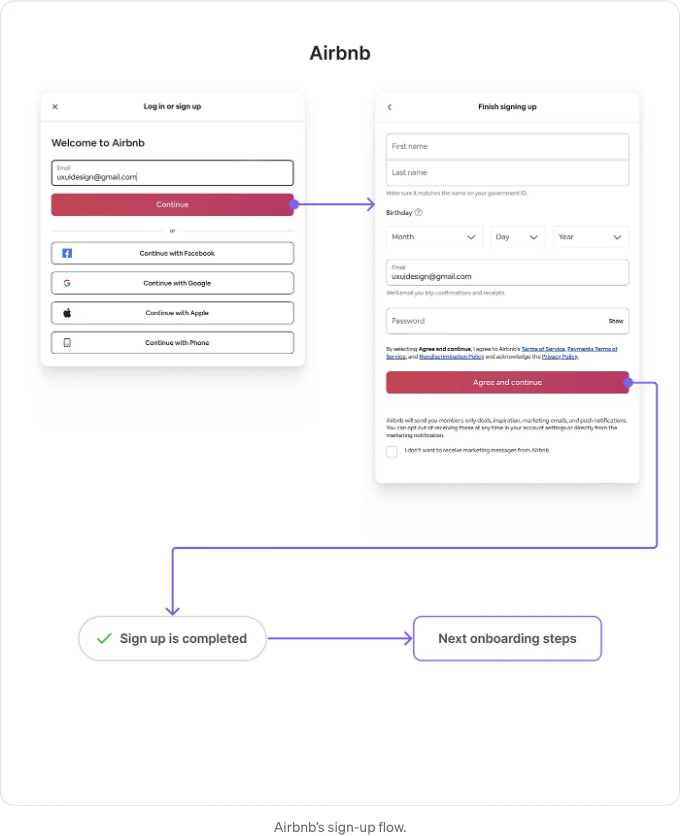 Airbnb
Log in or sign up
Welcome to Airbnb
Email
uxuidesign@gmail.com
Continue
or
Continue with Facebook
Continue with Google
Continue with Apple
Continue with Phone
Finish signing up
First name
Last name
Make sure it matches the name on your government ID.
Birthday
Month
Day
Year
Email
uxuidesign@gmail.com
We'll email you trip confirmations and receipts.
Password
Show
By selecting Agree and continue, I agree to Airbnb's Terms of Service, Payments Terms of
Service, and Nondiscrimination Policy and acknowledge the Privacy Policy.
Agree and continue
Airbnb will send you members-only deals, inspiration, marketing emails, and push notifications.
You can opt out of receiving these at any time in your account settings or directly from the
marketing notification.
I don't want to receive marketing messages from Airbnb.
Sign up is completed
Next onboarding steps
Airbnb's sign-up flow.